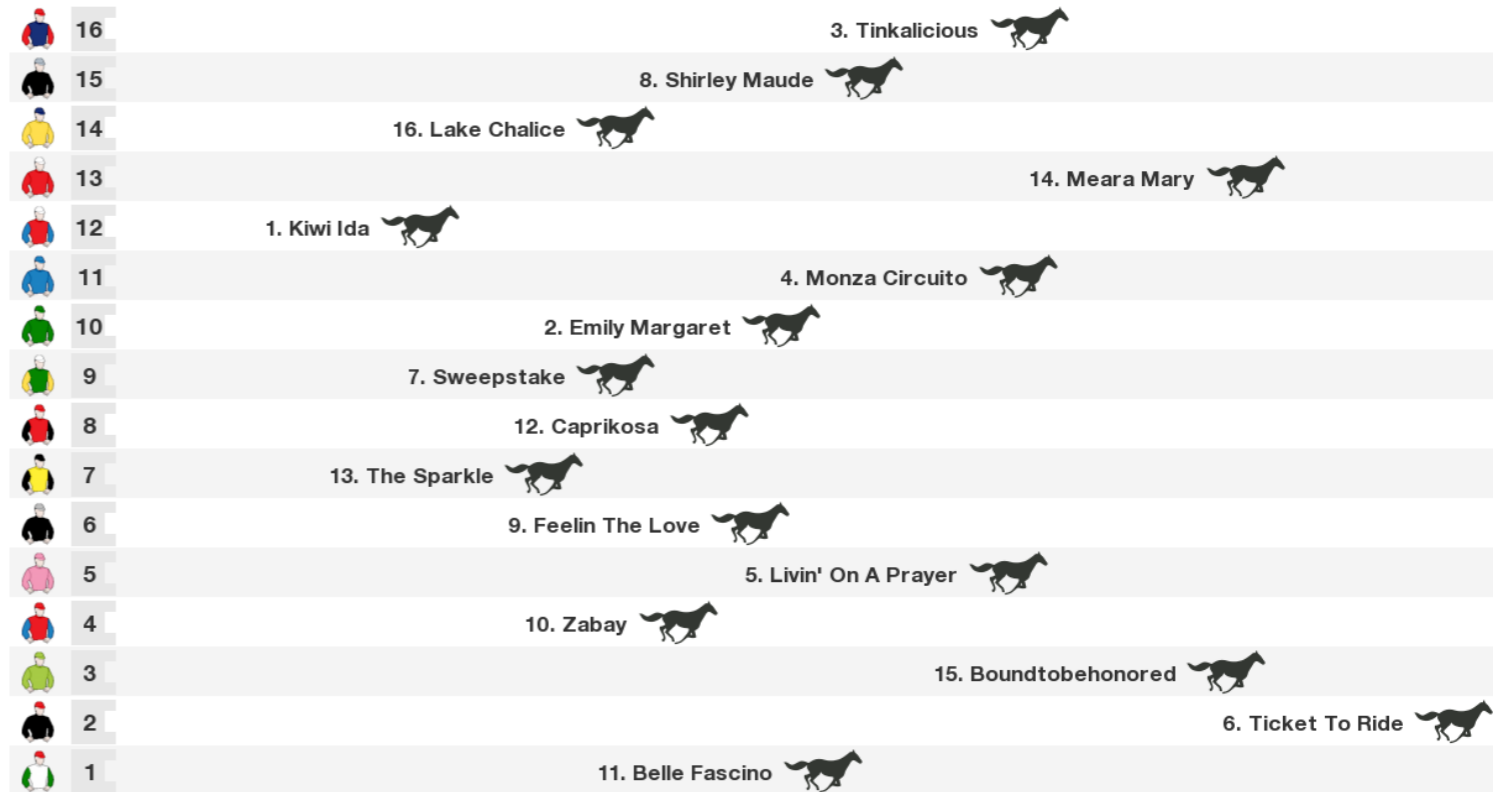 16 3. Tinkalicious
15 8. Shirley Maude
14 16. Lake Chalice
13 14. Meara Mary
12 1. Kiwi Ida
11 4. Monza Circuito
10 2. Emily Margaret
9 7. Sweepstake
8 12. Caprikosa
7 13. The Sparkle
6 9. Feelin The Love
5 5. Livin' On A Prayer
4 10. Zabay
3 15. Boundtobehonored
2 6. Ticket To Ride
1 11. Belle Fascino